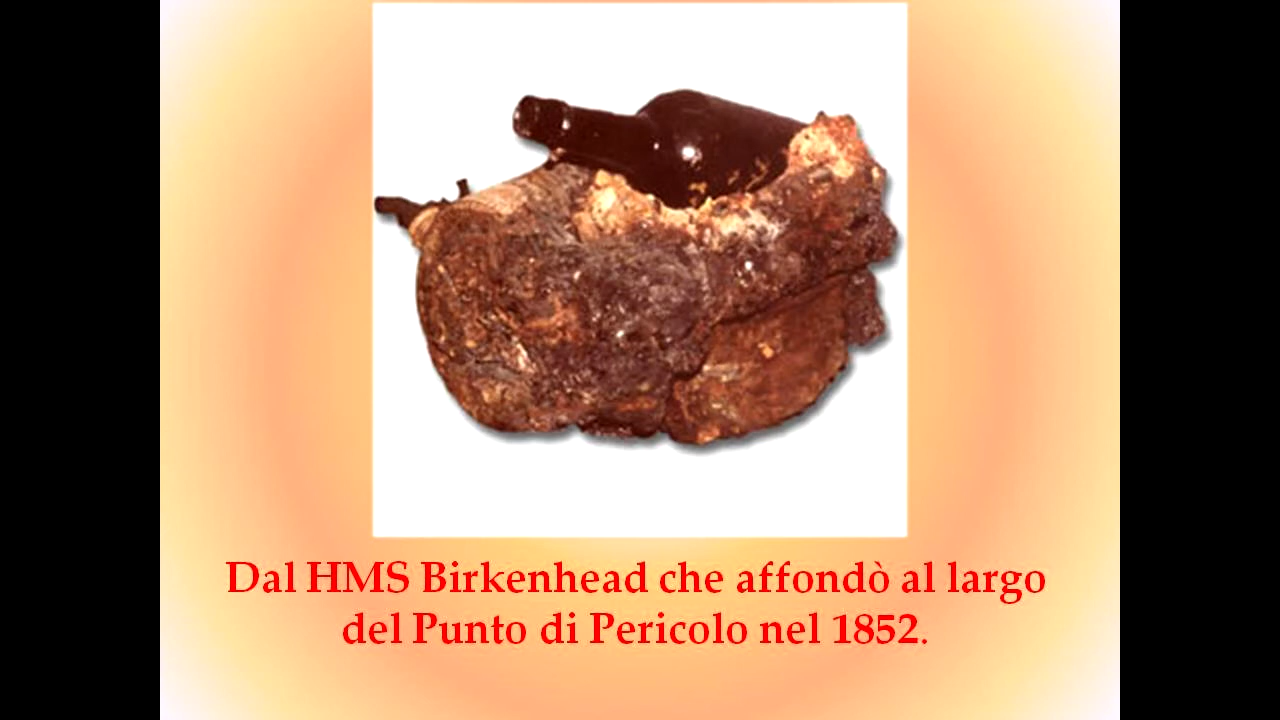 Dal HMS Birkenhead che affondò al largo
del Punto di Pericolo nel 1852.